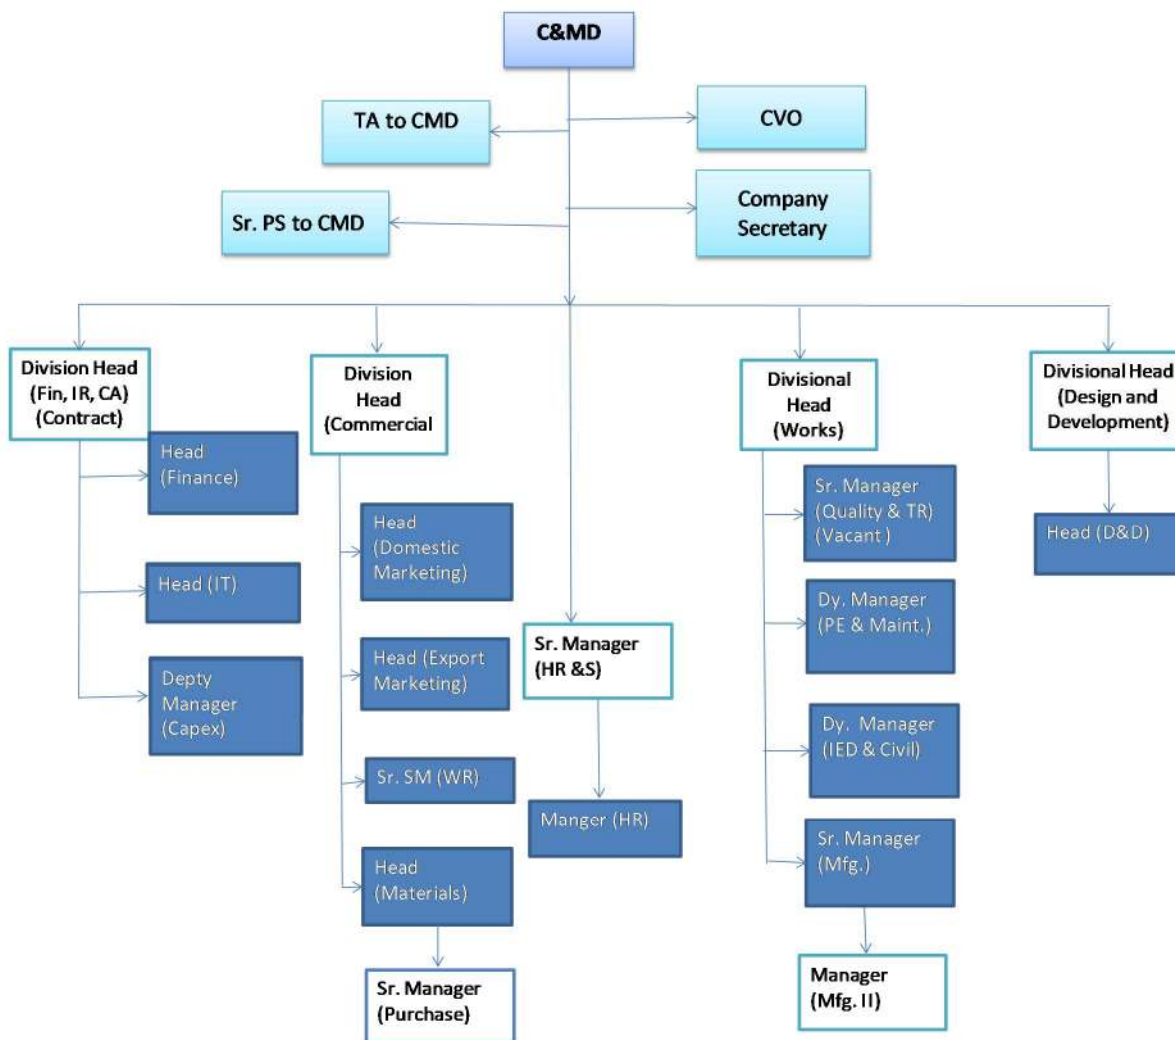 C&MD
TA to CMD
CVO
Sr. PS to CMD
Company
Secretary
Division Head
(Fin, IR, CA)
(Contract)
Head
(Finance)
Head (IT)
Depty
Manager
(Capex)
Division
Head
(Commercial
Head
(Domestic
Marketing)
Head (Export
Marketing)
Sr. SM (WR)
Head
(Materials)
Sr. Manager
(Purchase)
Sr. Manager
(HR &S)
Manger (HR)
Divisional
Head
(Works)
Sr. Manager
(Quality & TR)
(Vacant )
Dy. Manager
(PE & Maint.)
Dy. Manager
(IED & Civil)
Sr. Manager
(Mfg.)
Manager
(Mfg. II)
Divisional Head
(Design and
Development)
Head (D&D)